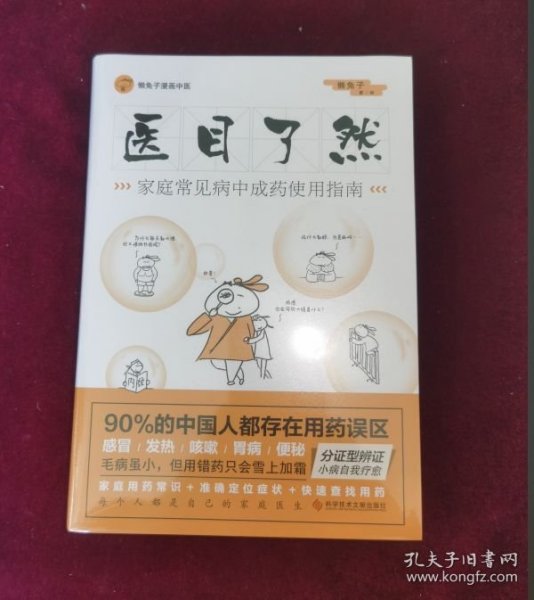 懒兔子漫画中医
懒兔子
医目了然
家庭常见病中成药使用指南
90%的中国人都存在用药误区
感冒/发热/咳嗽/胃病/便秘
毛病虽小，但用错药只会雪上加霜
分证型辨证
小病自我疗愈
家庭用药常识+准确定位症状+快速查找用药
每个人都是自己的家庭医生
科学技术文献出版社
孔夫子旧书网
www.kongfz.com